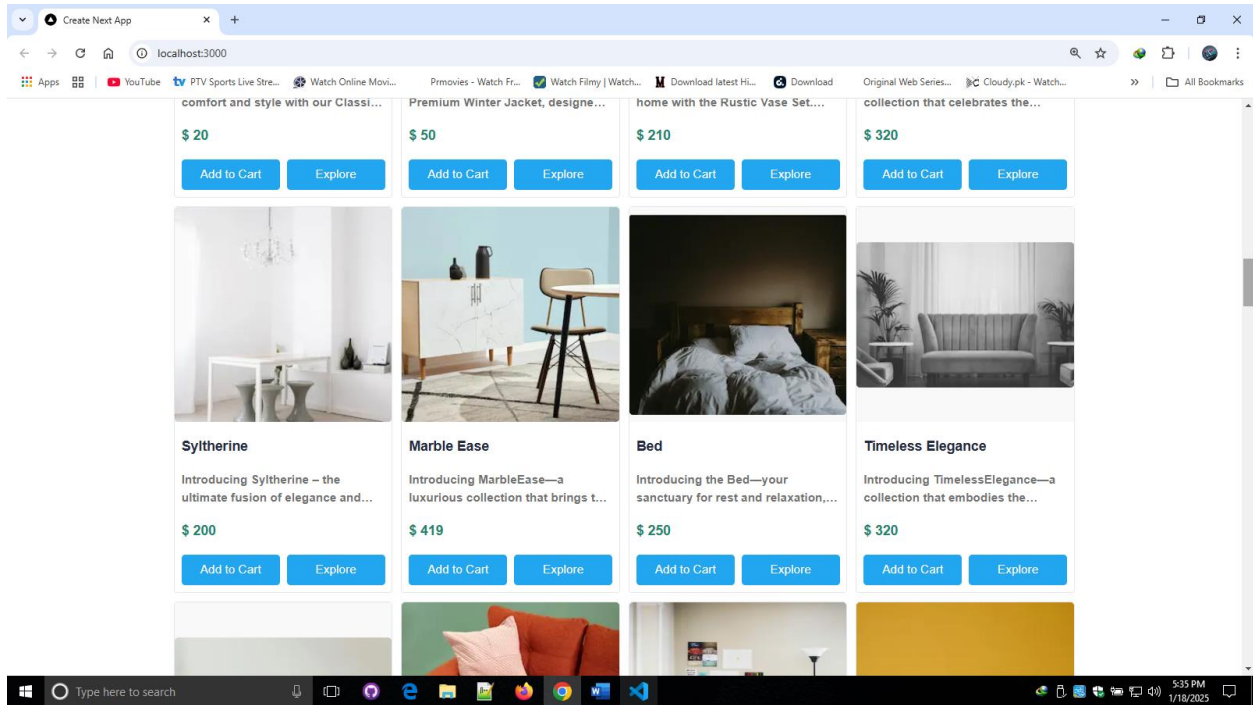 Create Next App
localhost:3000
Apps YouTube PTV Sports Live Stre... Watch Online Movi... Prmovies - Watch Fr... Watch Filmy | Watch... Download latest Hi... Download Original Web Series... Cloudy.pk - Watch... » All Bookmarks
comfort and style with our Classi... Premium Winter Jacket, designe... home with the Rustic Vase Set.... collection that celebrates the...
$ 20 $ 50 $ 210 $ 320
Add to Cart Explore Add to Cart Explore Add to Cart Explore Add to Cart Explore
Syltherine Marble Ease Bed Timeless Elegance
Introducing Syltherine – the Introducing MarbleEase—a Introducing the Bed—your Introducing TimelessElegance—a
ultimate fusion of elegance and... luxurious collection that brings t... sanctuary for rest and relaxation,... collection that embodies the...
$ 200 $ 419 $ 250 $ 320
Add to Cart Explore Add to Cart Explore Add to Cart Explore Add to Cart Explore
Type here to search
5:35 PM
1/18/2025